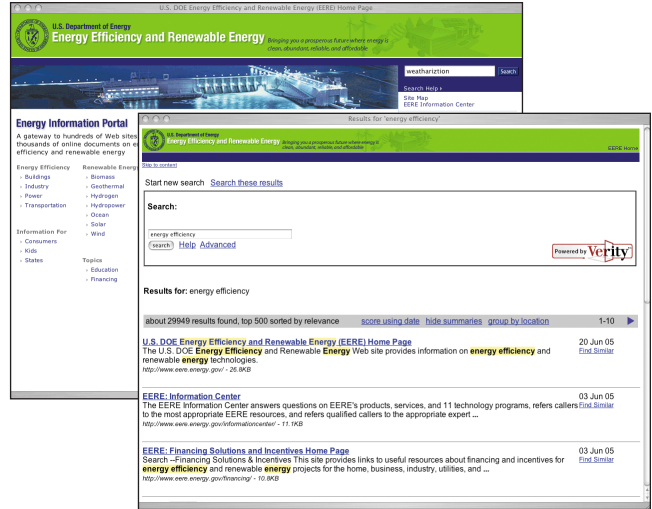 U.S. DOE Energy Efficiency and Renewable Energy (EERE) Home Page
U.S. Department of Energy
Energy Efficiency and Renewable Energy
Bringing you a prosperous future where energy is
clean, abundant, reliable, and affordable
weathariztion
Search
Search Help
Site Map
EERE Information Center
Energy Information Portal
A gateway to hundreds of Web sites
thousands of online documents on e
efficiency and renewable energy
Energy Efficiency
Buildings
Industry
Power
Transportation
Renewable Energy
Biomass
Geothermal
Hydrogen
Hydropower
Ocean
Solar
Wind
Information For
Consumers
Kids
States
Topics
Education
Financing
Results for 'energy efficiency'
U.S. Department of Energy
Energy Efficiency and Renewable Energy
Bringing you a prosperous future where energy is
clean, abundant, reliable, and affordable
EERE Home
Skip to content
Start new search Search these results
Search:
energy efficiency
search Help Advanced
Powered by Verity
Results for: energy efficiency
about 29949 results found, top 500 sorted by relevance score using date hide summaries group by location 1-10
U.S. DOE Energy Efficiency and Renewable Energy (EERE) Home Page 20 Jun 05
The U.S. DOE Energy Efficiency and Renewable Energy Web site provides information on energy efficiency and Find Similar
renewable energy technologies.
http://www.eere.energy.gov/ - 26.8KB
EERE: Information Center 03 Jun 05
The EERE Information Center answers questions on EERE's products, services, and 11 technology programs, refers callers Find Similar
to the most appropriate EERE resources, and refers qualified callers to the appropriate expert ...
http://www.eere.energy.gov/informationcenter/ - 11.1KB
EERE: Financing Solutions and Incentives Home Page 03 Jun 05
Search --Financing Solutions & Incentives This site provides links to useful resources about financing and incentives for Find Similar
energy efficiency and renewable energy projects for the home, business, industry, utilities, and ...
http://www.eere.energy.gov/financing/ - 10.8KB